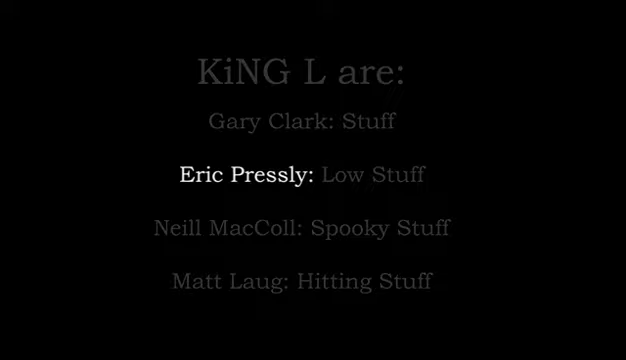 KiNG L are:
Gary Clark: Stuff
Eric Pressly: Low Stuff
Neill MacColl: Spooky Stuff
Matt Laug: Hitting Stuff